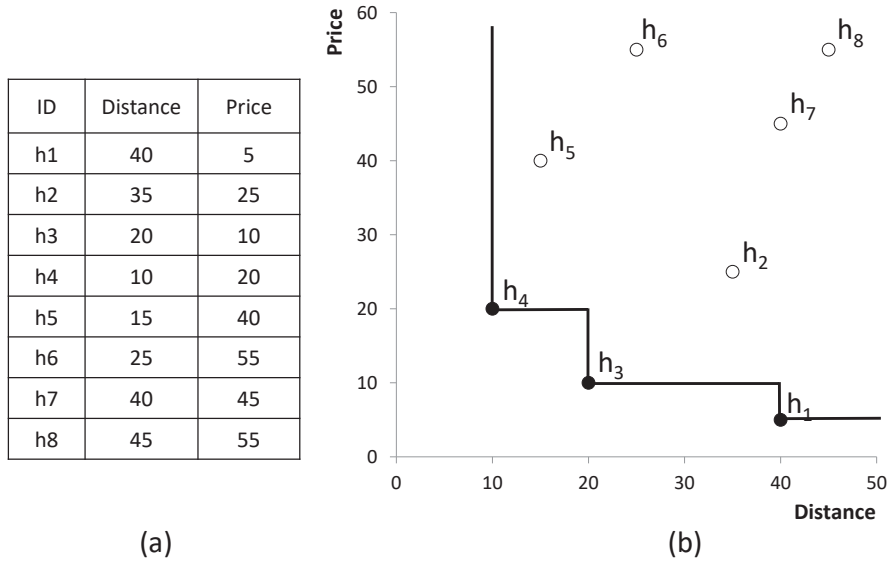 ID Distance Price
h1 40 5
h2 35 25
h3 20 10
h4 10 20
h5 15 40
h6 25 55
h7 40 45
h8 45 55
(a)
Price
60
50
40
30
20
10
0
h6
h8
h7
h5
h2
h4
h3
h1
0 10 20 30 40 50
Distance
(b)